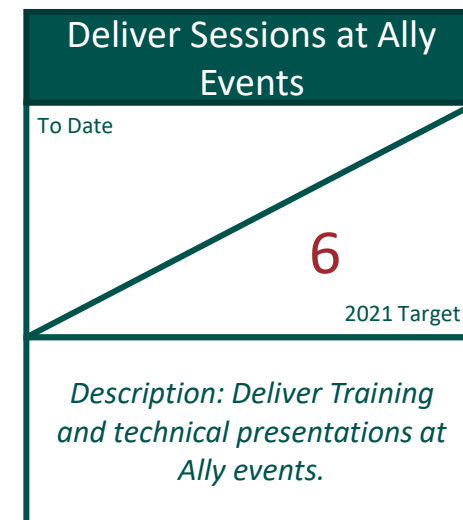 Deliver Sessions at Ally
Events
To Date
6
2021 Target
Description: Deliver Training
and technical presentations at
Ally events.